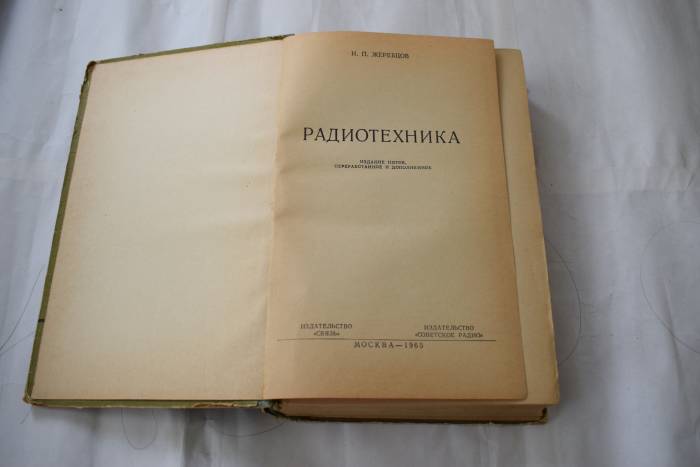 И. П. ЖЕРЕБЦОВ
РАДИОТЕХНИКА
ИЗДАНИЕ ПЯТОЕ,
ПЕРЕРАБОТАННОЕ И ДОПОЛНЕННОЕ
ИЗДАТЕЛЬСТВО
«СВЯЗЬ»
ИЗДАТЕЛЬСТВО
«СОВЕТСКОЕ РАДИО»
МОСКВА—1965